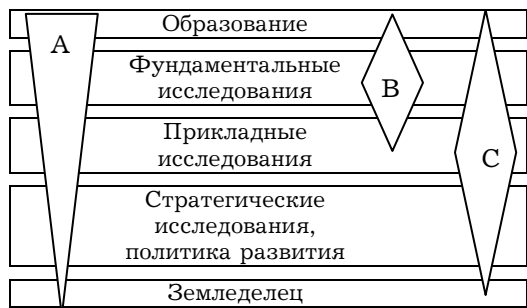 Образование
A
Фундаментальные
исследования
B
Прикладные
исследования
C
Стратегические
исследования,
политика развития
Земледелец